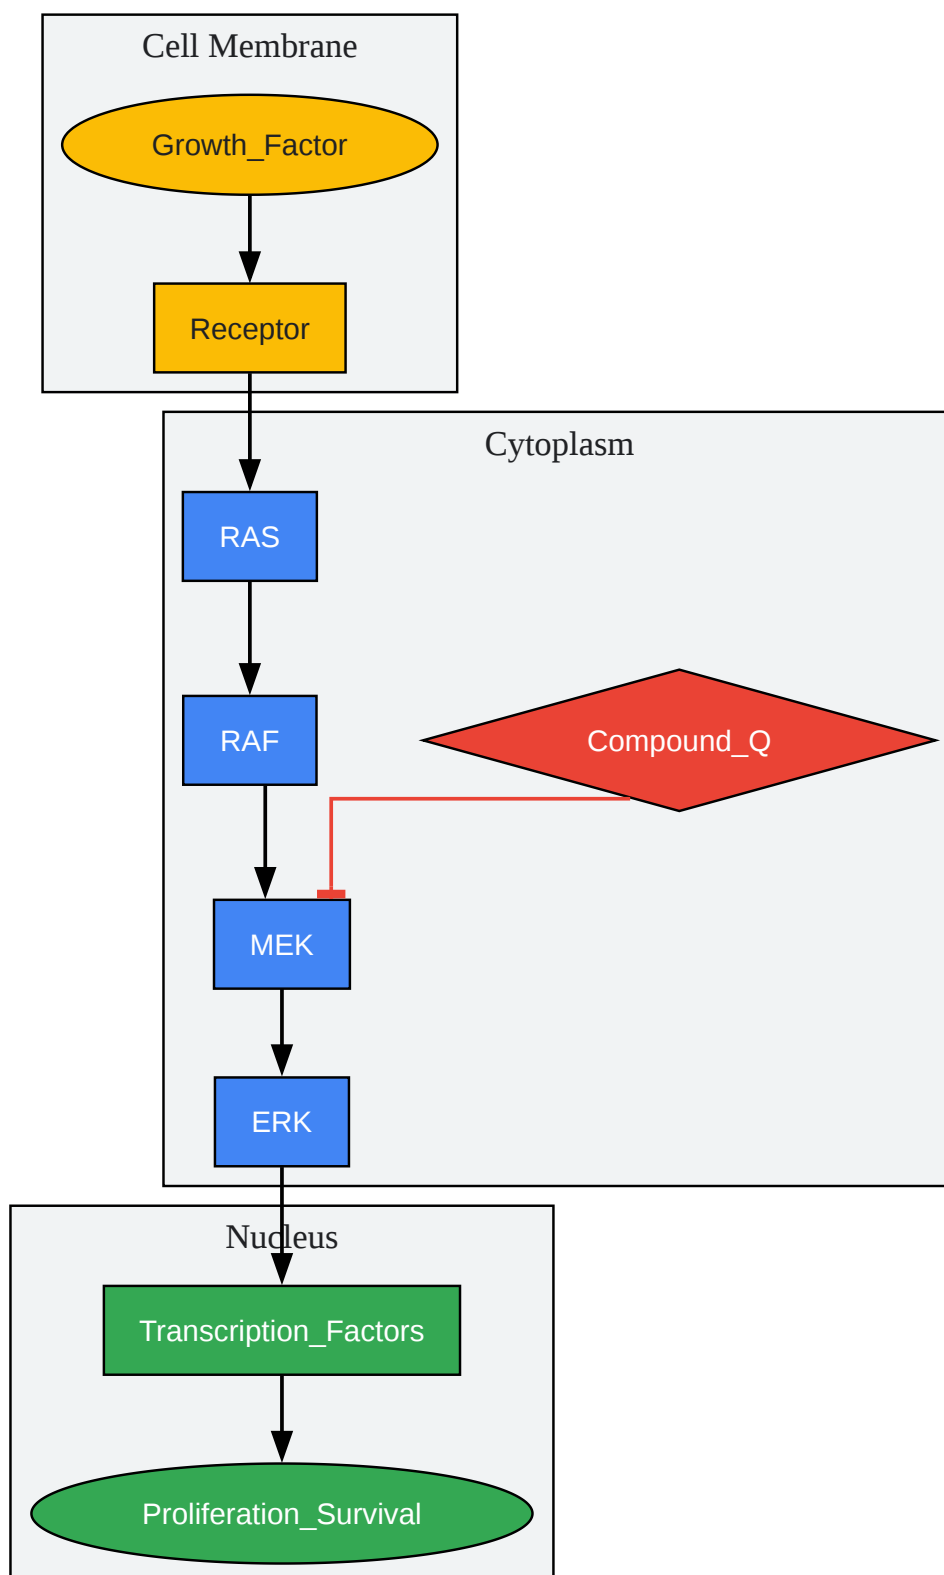 Cell Membrane
Growth_Factor
Receptor
Cytoplasm
RAS
RAF
Compound_Q
MEK
ERK
Nucleus
Transcription_Factors
Proliferation_Survival